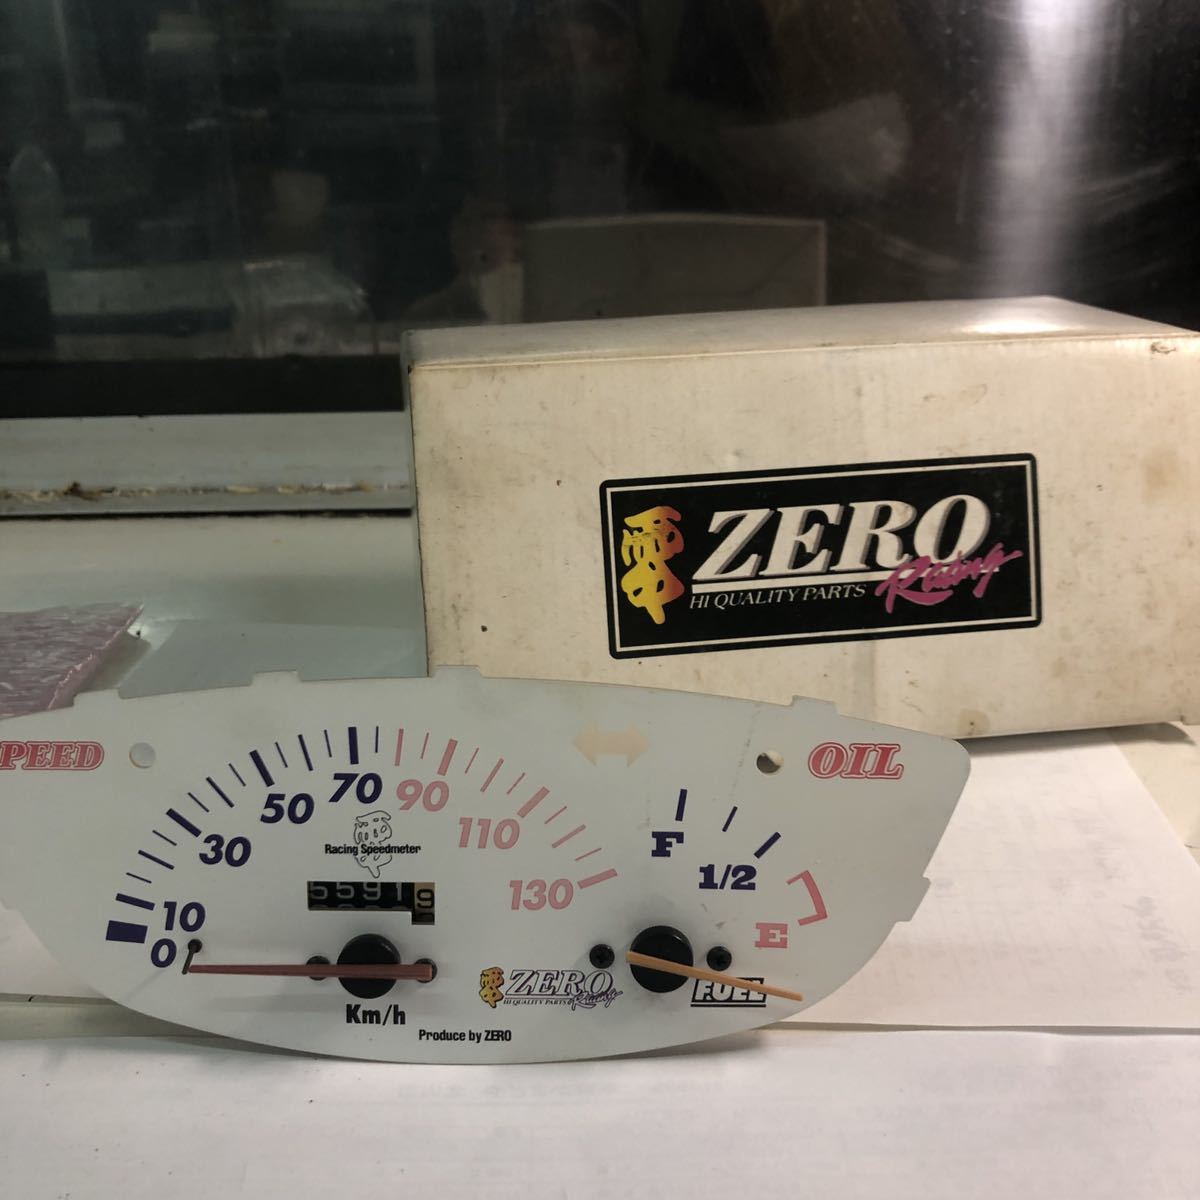 零 ZERO
Racing
HI QUALITY PARTS
PEED
OIL
0
10
30
50
70
90
110
130
Racing Speedmeter
55919
F
1/2
E
FUEL
ZERO
HI QUALITY PARTS
Racing
Km/h
Produce by ZERO